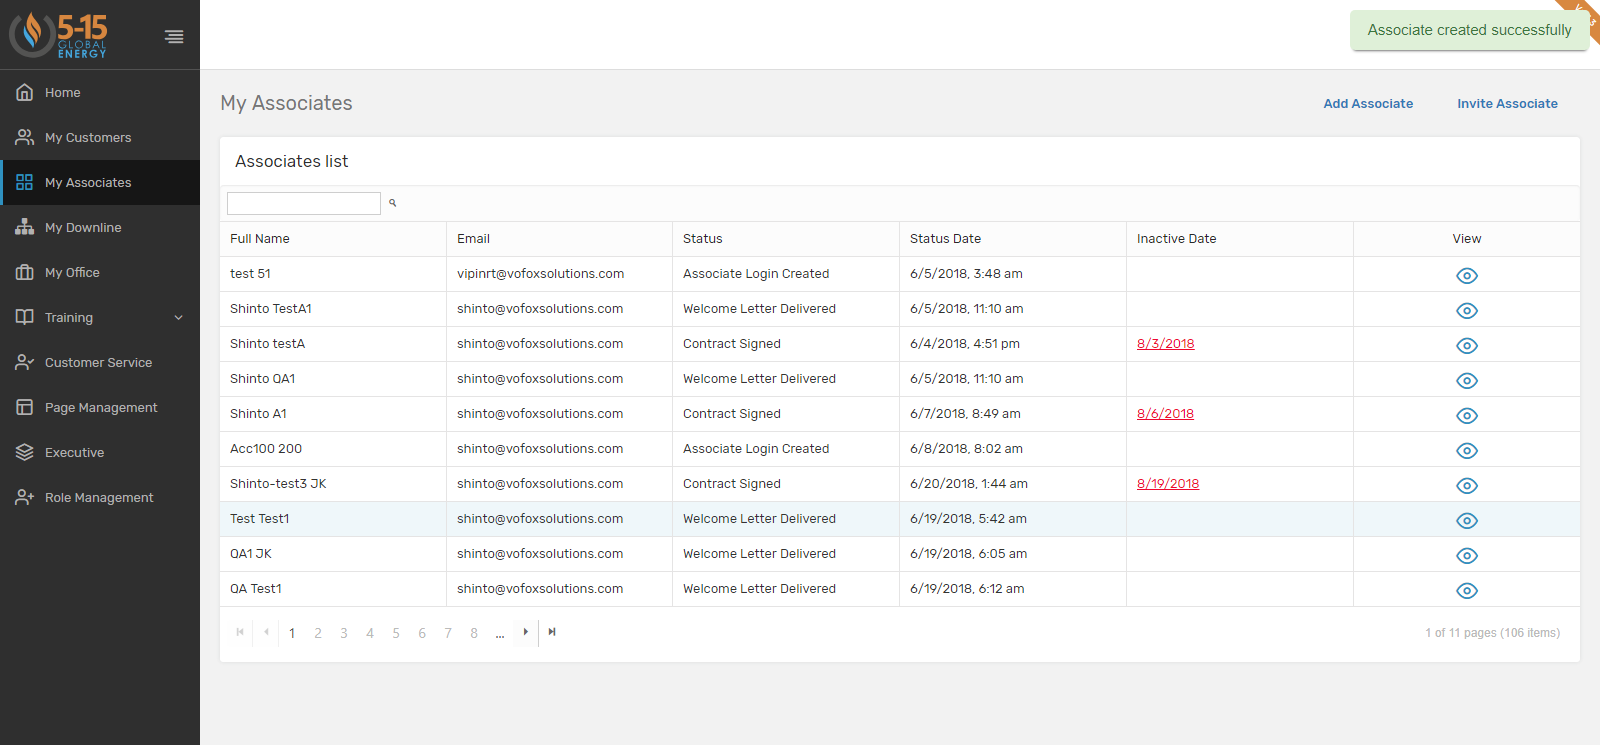 5-15
GLOBAL
ENERGY
Associate created successfully
Home
My Customers
My Associates
My Downline
My Office
Training
Customer Service
Page Management
Executive
Role Management
My Associates
Add Associate
Invite Associate
Associates list
Full Name Email Status Status Date Inactive Date View
test 51 vipinrt@vofoxsolutions.com Associate Login Created 6/5/2018, 3:48 am
Shinto TestA1 shinto@vofoxsolutions.com Welcome Letter Delivered 6/5/2018, 11:10 am
Shinto testA shinto@vofoxsolutions.com Contract Signed 6/4/2018, 4:51 pm 8/3/2018
Shinto QA1 shinto@vofoxsolutions.com Welcome Letter Delivered 6/5/2018, 11:10 am
Shinto A1 shinto@vofoxsolutions.com Contract Signed 6/7/2018, 8:49 am 8/6/2018
Acc100 200 shinto@vofoxsolutions.com Associate Login Created 6/8/2018, 8:02 am
Shinto-test3 JK shinto@vofoxsolutions.com Contract Signed 6/20/2018, 1:44 am 8/19/2018
Test Test1 shinto@vofoxsolutions.com Welcome Letter Delivered 6/19/2018, 5:42 am
QA1 JK shinto@vofoxsolutions.com Welcome Letter Delivered 6/19/2018, 6:05 am
QA Test1 shinto@vofoxsolutions.com Welcome Letter Delivered 6/19/2018, 6:12 am
1 2 3 4 5 6 7 8 ...
1 of 11 pages (106 items)